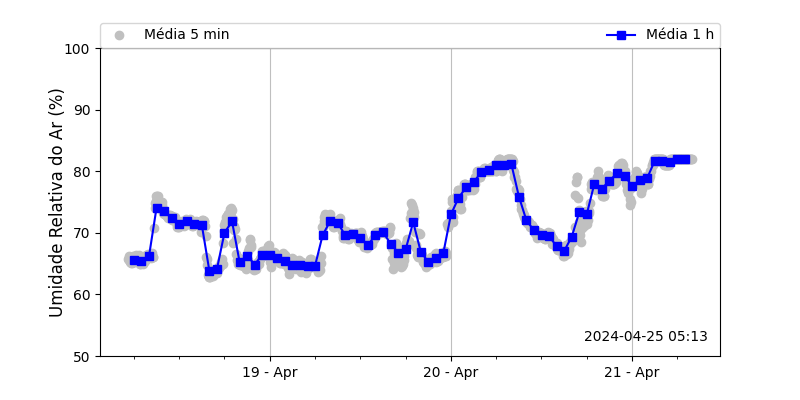 Média 5 min
Média 1 h
100
90
80
70
60
50
Umidade Relativa do Ar (%)
2024-04-25 05:13
19 - Apr
20 - Apr
21 - Apr